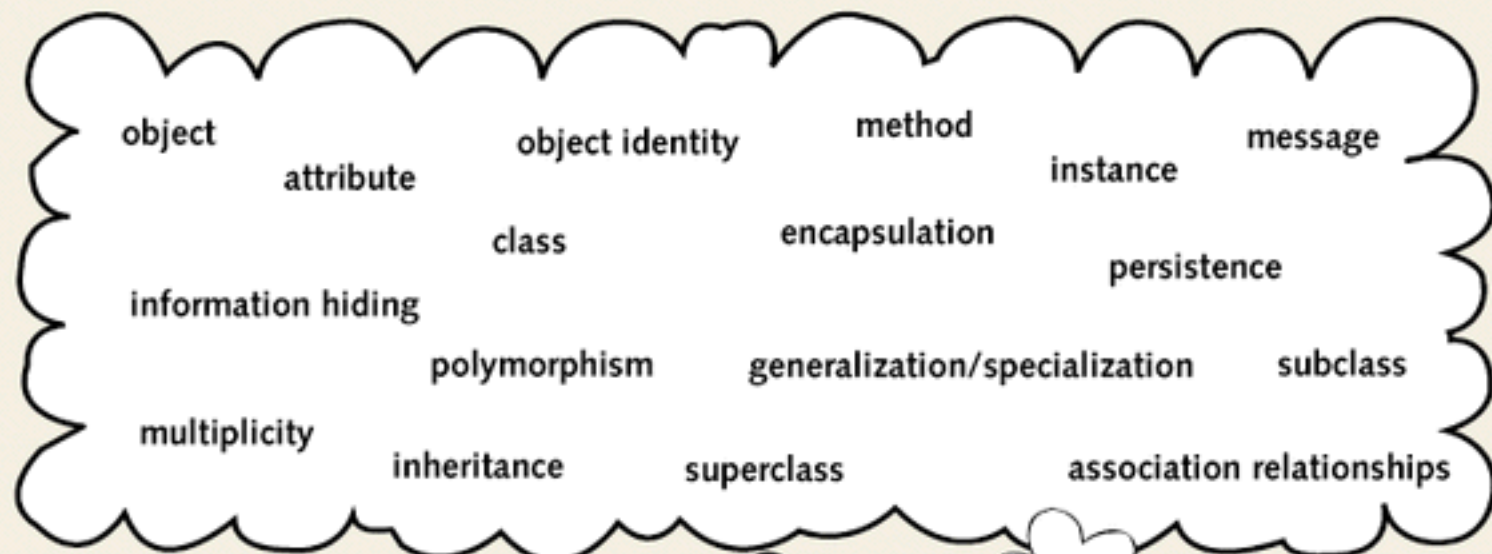 object
object identity
method
message
attribute
instance
class
encapsulation
persistence
information hiding
polymorphism
generalization/specialization
subclass
multiplicity
inheritance
superclass
association relationships